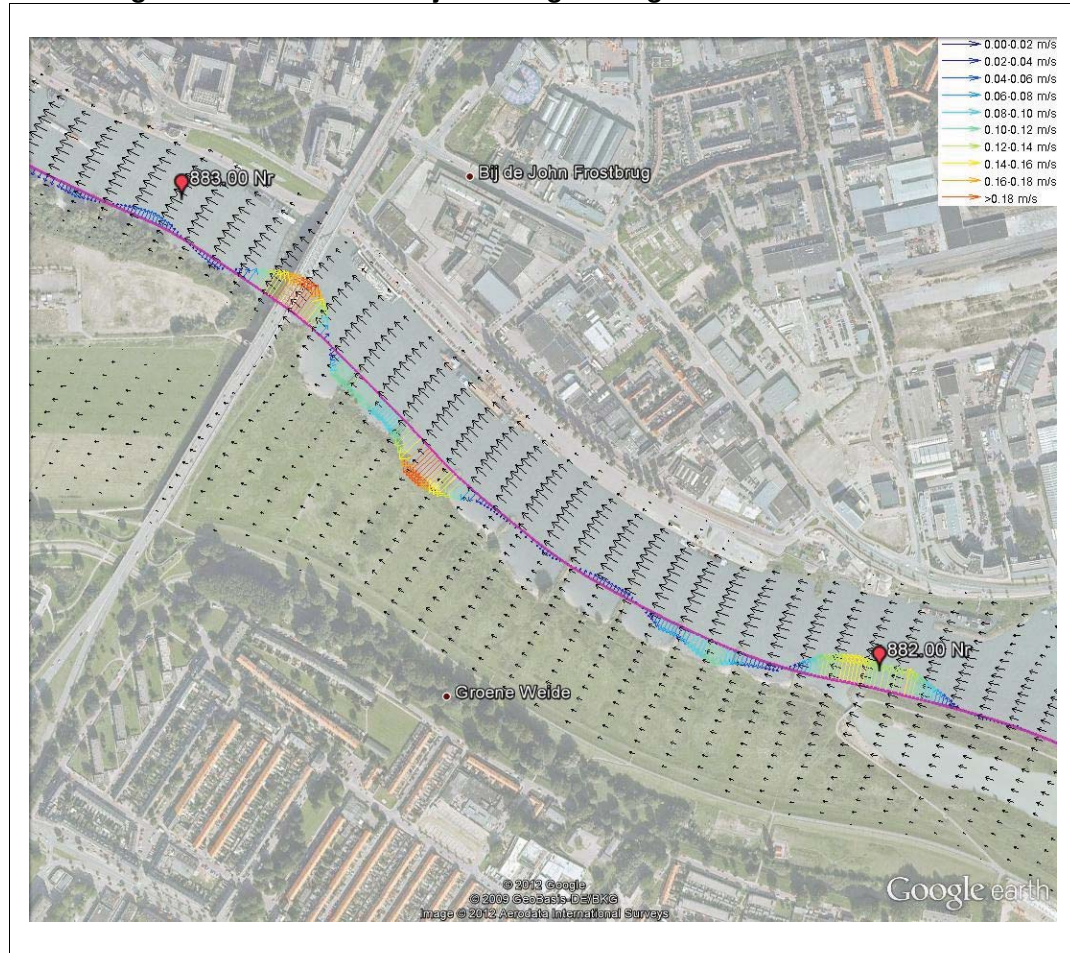 0.00-0.02 m/s
0.02-0.04 m/s
0.04-0.06 m/s
0.06-0.08 m/s
0.08-0.10 m/s
0.10-0.12 m/s
0.12-0.14 m/s
0.14-0.16 m/s
0.16-0.18 m/s
>0.18 m/s
Bij de John Frostbrug
883.00 Nr
882.00 Nr
Groene Weide
© 2012 Google
© 2009 GeoBasis-DE/BKG
Image © 2012 Aerodata International Surveys
Google earth